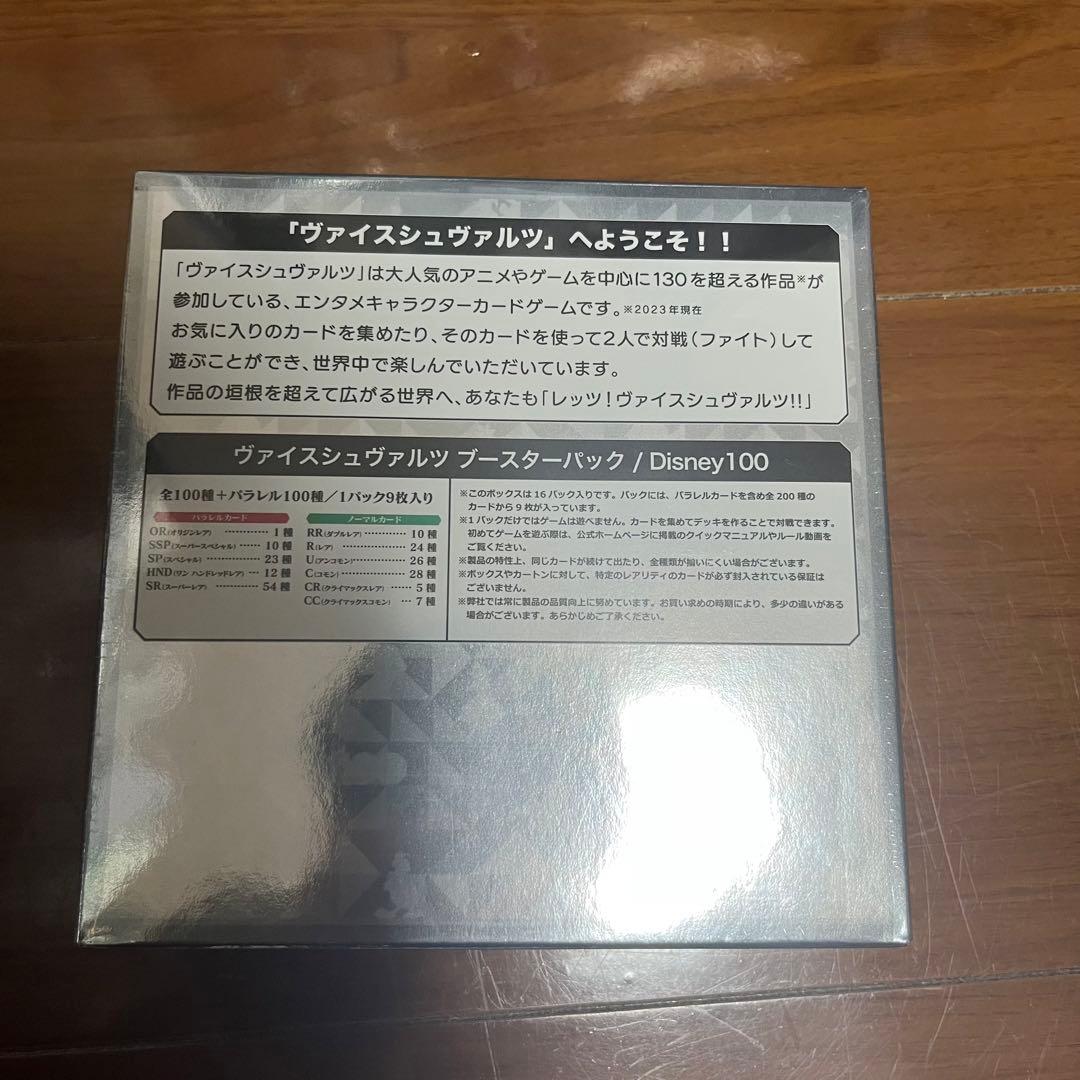 「ヴァイスシュヴァルツ」へようこそ！！
「ヴァイスシュヴァルツ」は大人気のアニメやゲームを中心に130を超える作品※が
参加している、エンタメキャラクターカードゲームです。※2023年現在
お気に入りのカードを集めたり、そのカードを使って2人で対戦（ファイト）して
遊ぶことができ、世界中で楽しんでいただいています。
作品の垣根を超えて広がる世界へ、あなたも「レッツ！ヴァイスシュヴァルツ!!」
ヴァイスシュヴァルツ ブースターパック / Disney100
全100種＋パラレル100種／1パック9枚入り
パラレルカード
OR(オリジンレア) ………… 1種
SSP(スーパースペシャル) …… 10種
SP(スペシャル) ………… 23種
HND(ワン ハンドレッドレア) … 12種
SR(スーパーレア) ………… 54種
ノーマルカード
RR(ダブルレア) ………… 10種
R(レア) ………… 24種
U(アンコモン) ………… 26種
C(コモン) ………… 28種
CR(クライマックスレア) …… 5種
CC(クライマックスコモン) … 7種
※このボックスは16パック入りです。パックには、パラレルカードを含め全200種の
カードから9枚が入っています。
※1パックだけではゲームは遊べません。カードを集めてデッキを作ることで対戦できます。
初めてゲームを遊ぶ際は、公式ホームページに掲載のクイックマニュアルやルール動画を
ご覧ください。
※製品の特性上、同じカードが続けて出たり、全種類が揃いにくい場合がございます。
※ボックスやカートンに対して、特定のレアリティのカードが必ず封入されている保証は
ございません。
※弊社では常に製品の品質向上に努めています。お買い求めの時期により、多少の違いがある
場合がございます。あらかじめご了承ください。